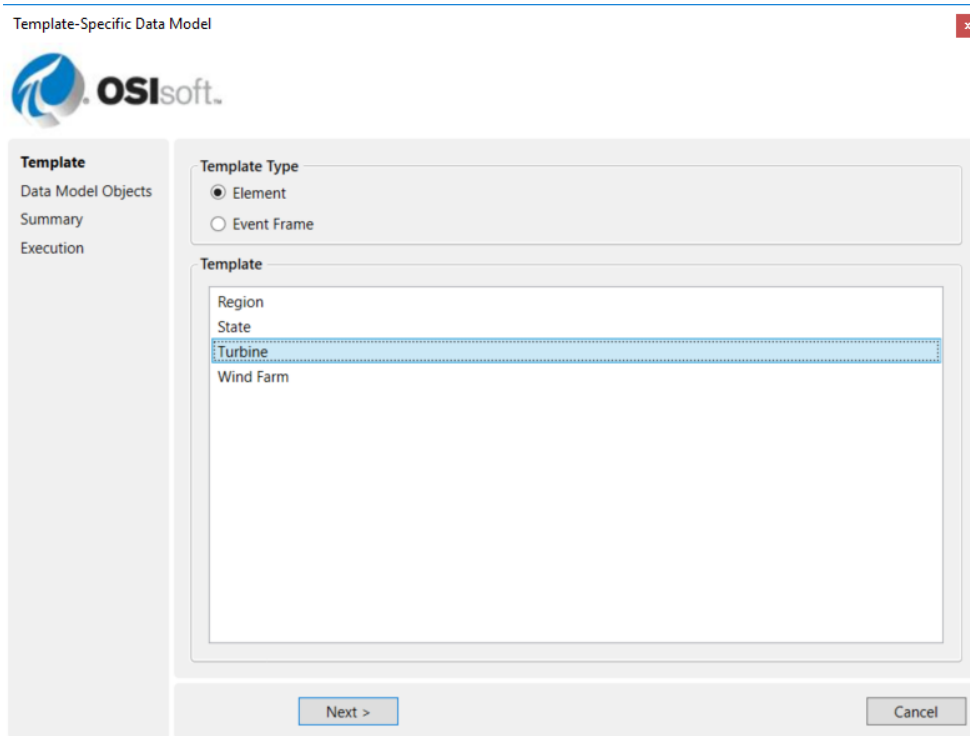 Template-Specific Data Model
OSIsoft.
Template
Data Model Objects
Summary
Execution
Template Type
Element
Event Frame
Template
Region
State
Turbine
Wind Farm
Next >
Cancel